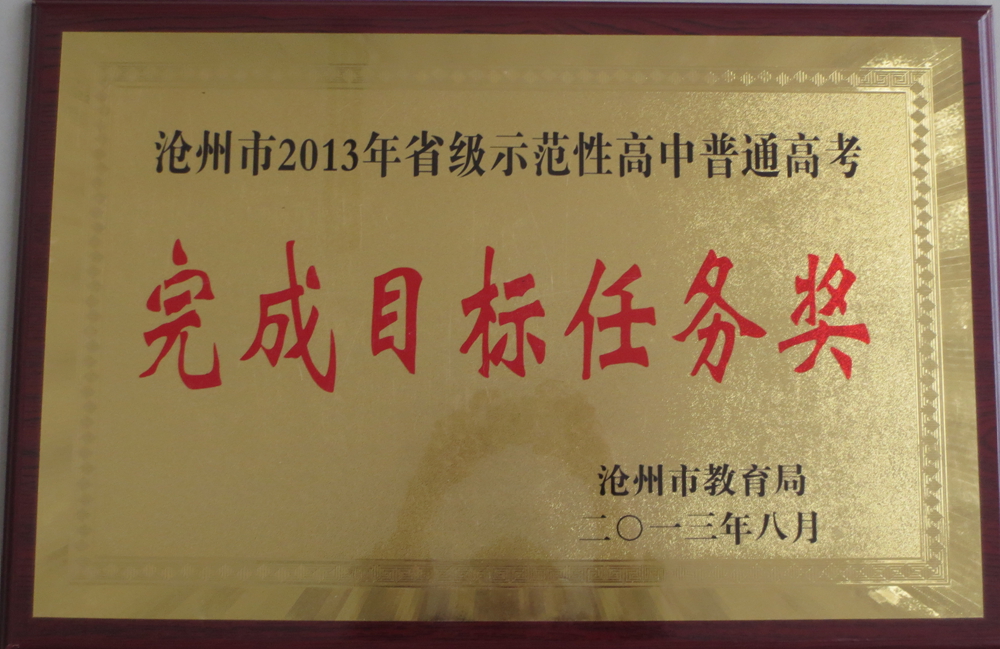 沧州市2013年省级示范性高中普通高考
完成目标任务奖
沧州市教育局
二〇一三年八月